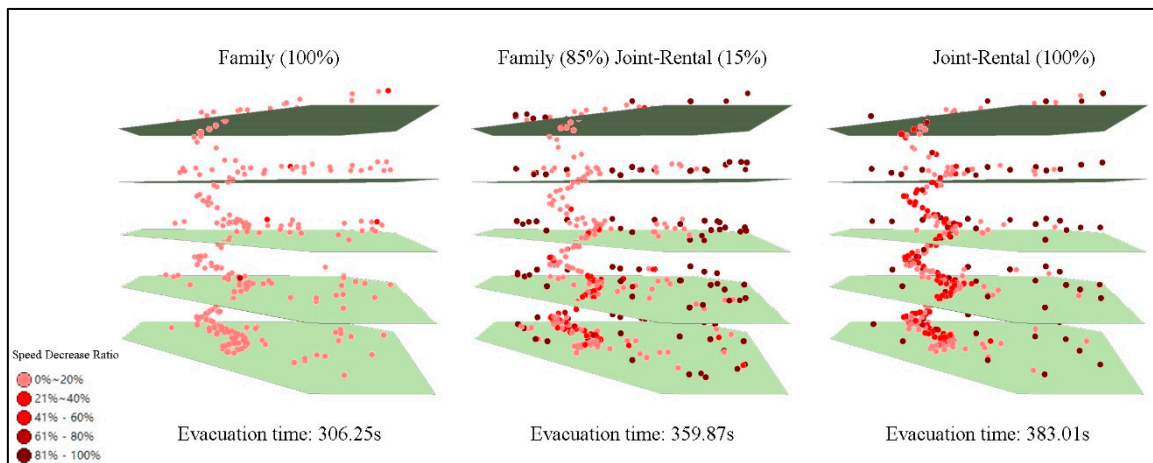 Family (100%)
Family (85%) Joint-Rental (15%)
Joint-Rental (100%)
Speed Decrease Ratio
0%~20%
21%~40%
41% - 60%
61% - 80%
81% - 100%
Evacuation time: 306.25s
Evacuation time: 359.87s
Evacuation time: 383.01s